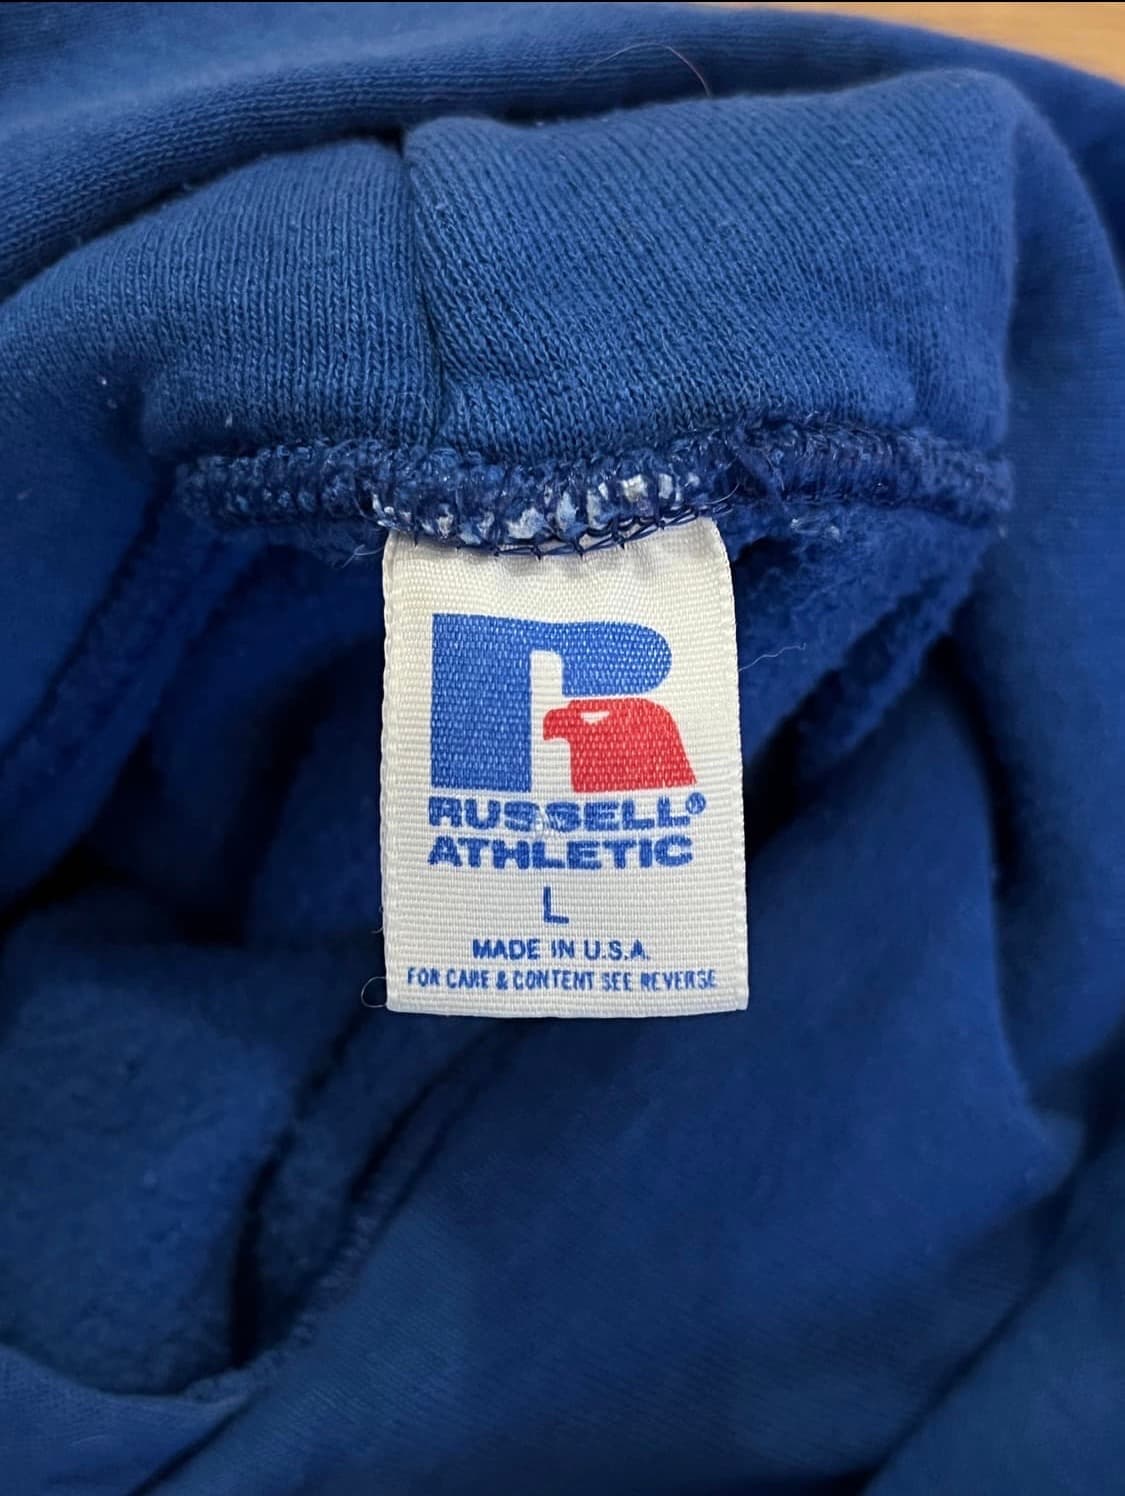 RUSSELL®
ATHLETIC
L
MADE IN U.S.A.
FOR CARE & CONTENT SEE REVERSE